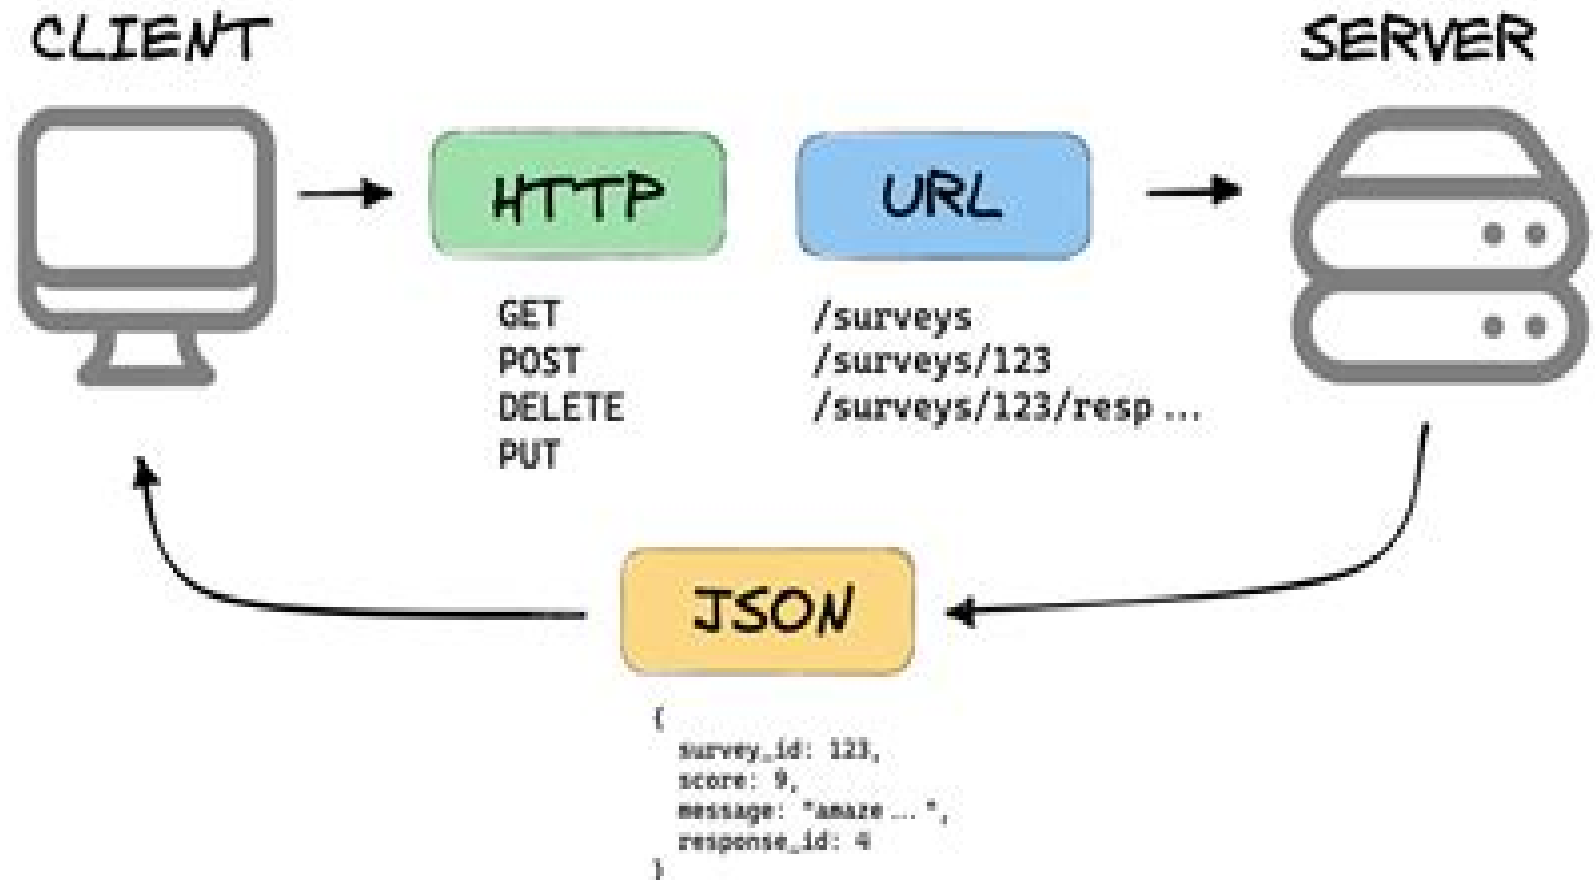 CLIENT
SERVER
HTTP
URL
GET
POST
DELETE
PUT
/surveys
/surveys/123
/surveys/123/resp ...
JSON
{
survey_id: 123,
score: 9,
message: "amaze ... ",
response_id: 4
}